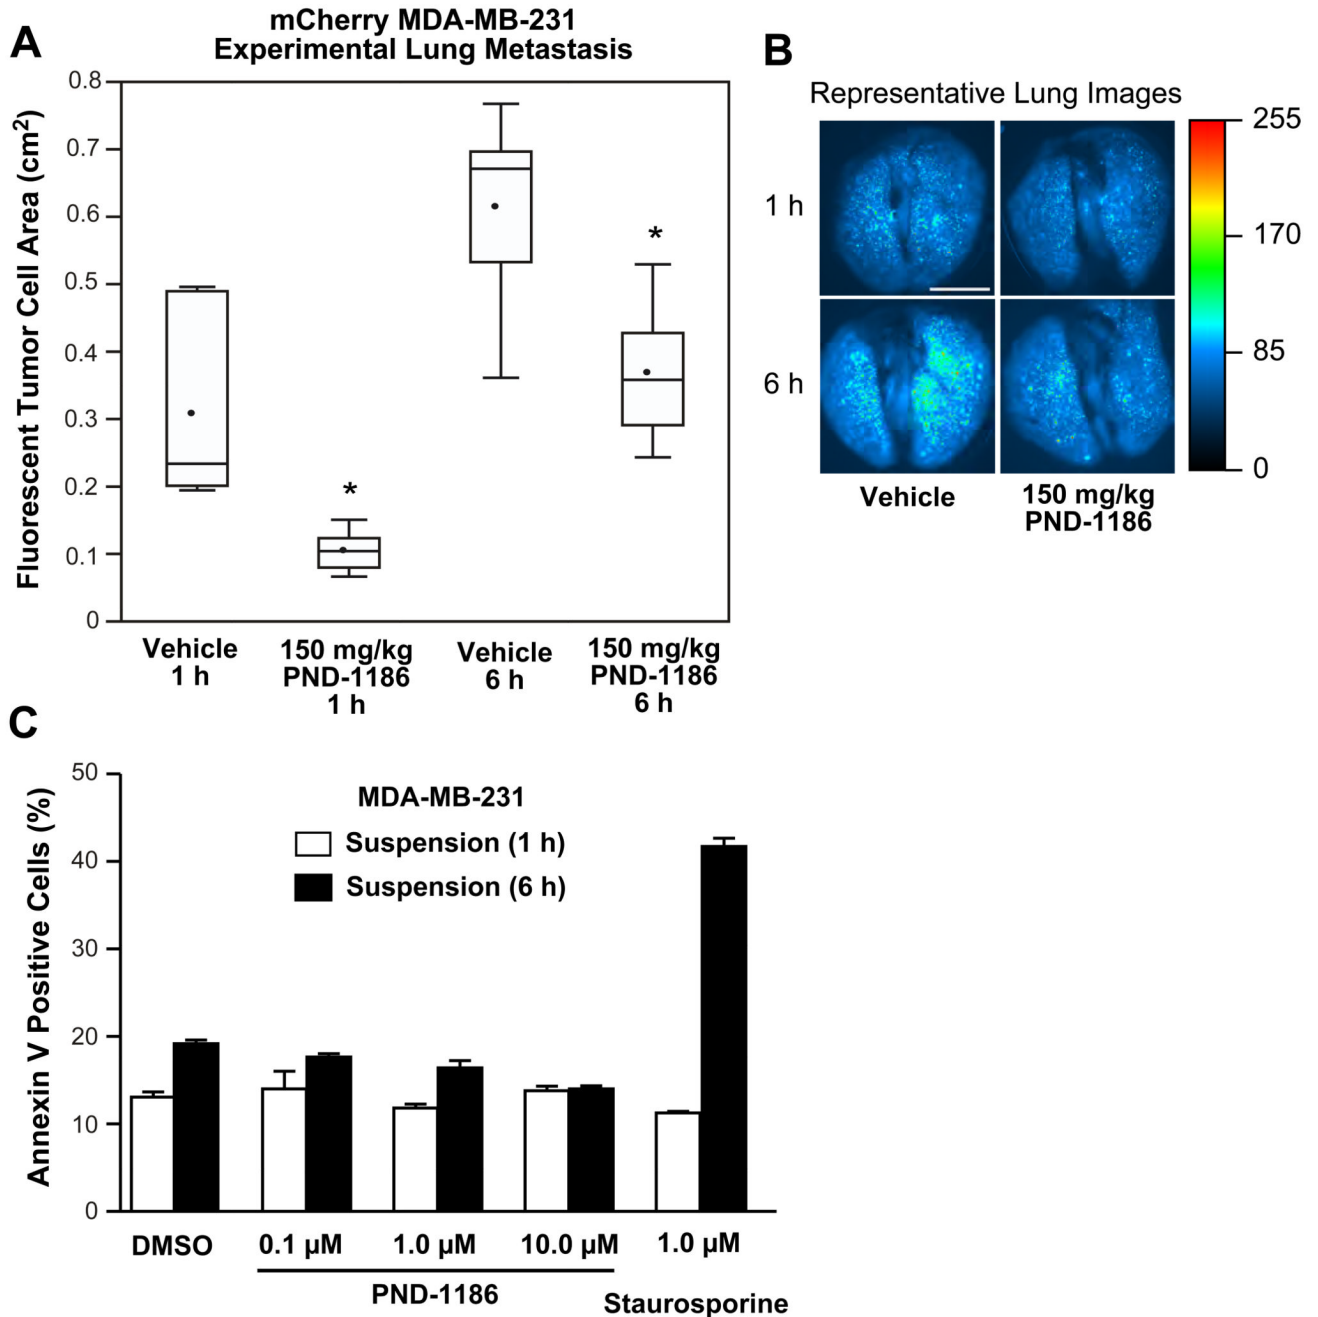 A
mCherry MDA-MB-231
Experimental Lung Metastasis
Fluorescent Tumor Cell Area (cm²)
0.8
0.7
0.6
0.5
0.4
0.3
0.2
0.1
0
*
*
Vehicle
1 h
150 mg/kg
PND-1186
1 h
Vehicle
6 h
150 mg/kg
PND-1186
6 h
B
Representative Lung Images
1 h
6 h
Vehicle
150 mg/kg
PND-1186
255
170
85
0
C
Annexin V Positive Cells (%)
50
40
30
20
10
0
MDA-MB-231
Suspension (1 h)
Suspension (6 h)
DMSO
0.1 µM
1.0 µM
10.0 µM
1.0 µM
PND-1186
Staurosporine